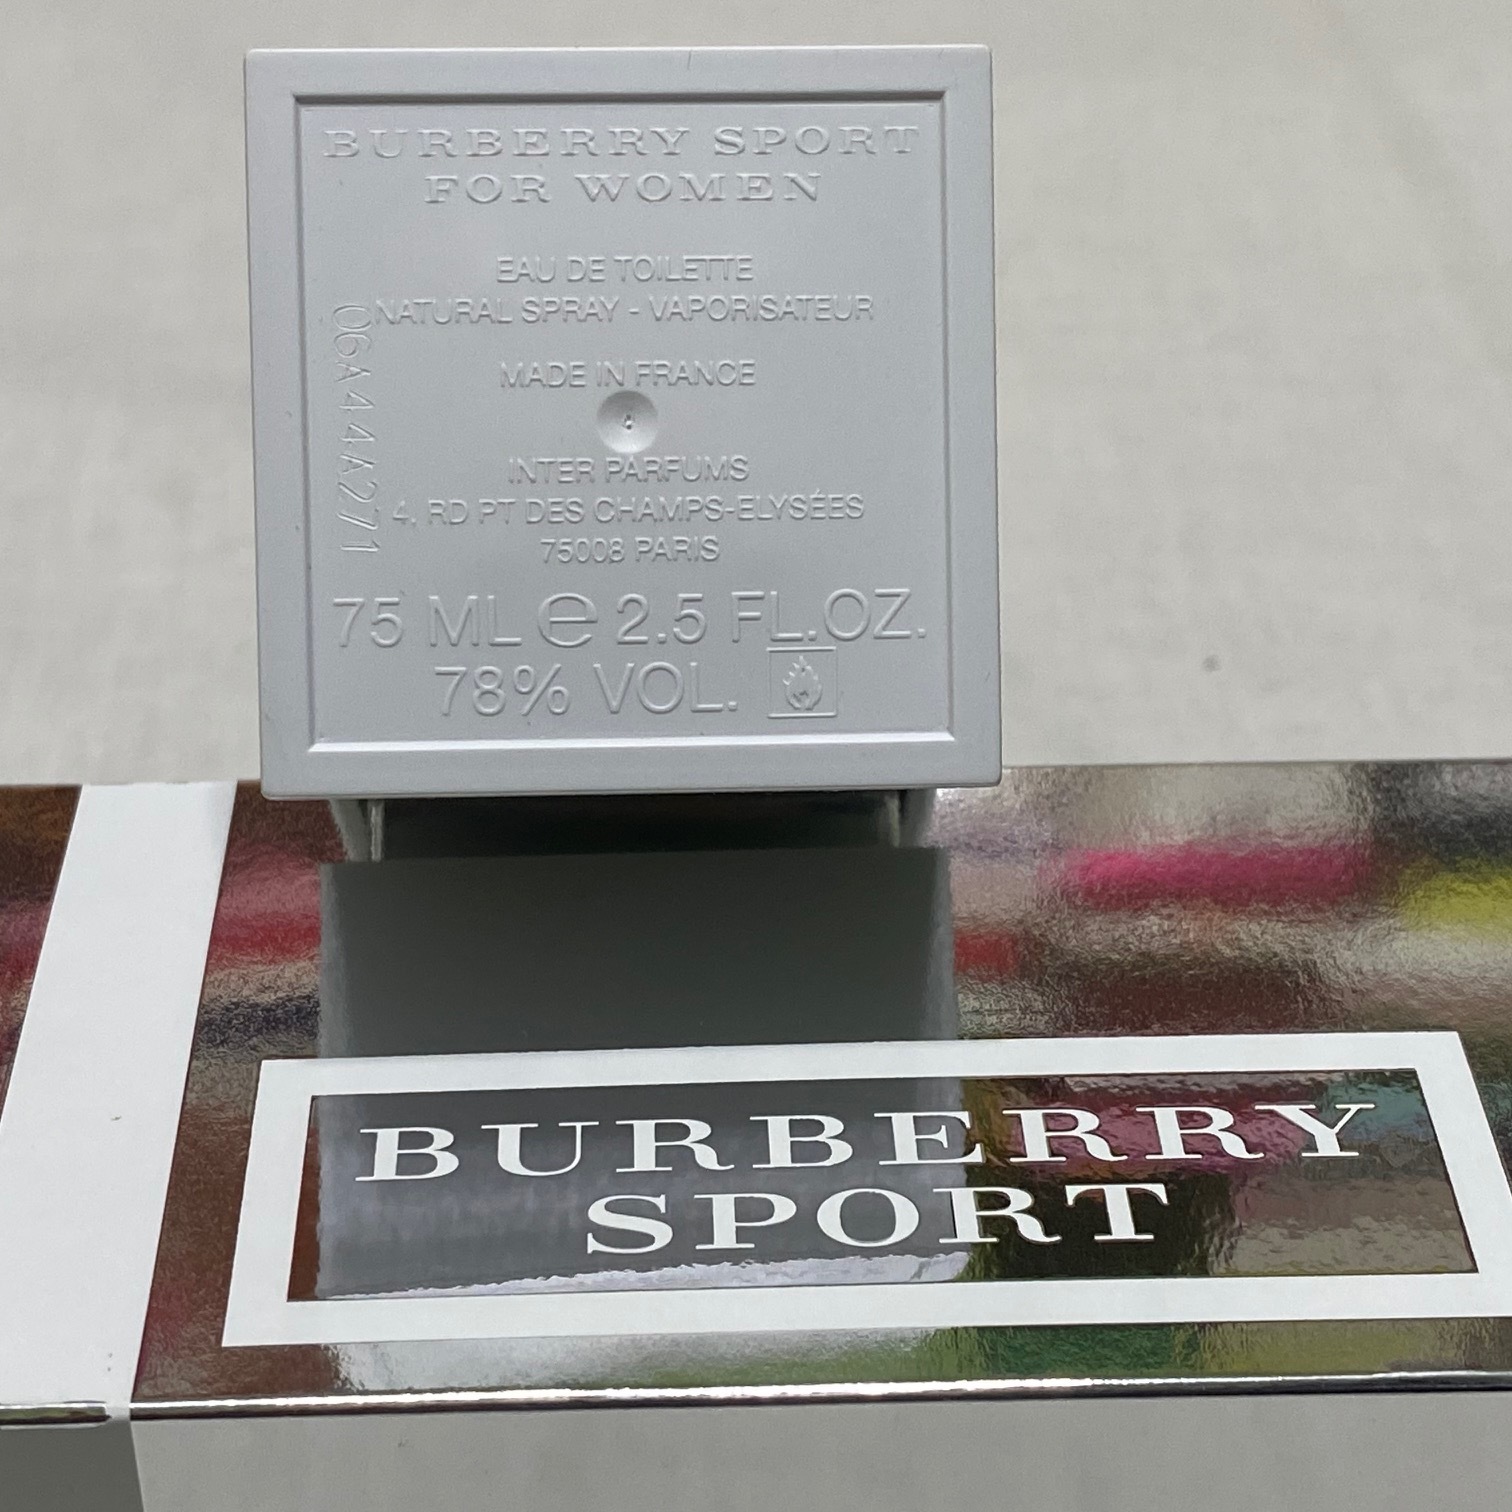 BURBERRY SPORT
FOR WOMEN
EAU DE TOILETTE
NATURAL SPRAY - VAPORISATEUR
MADE IN FRANCE
INTER PARFUMS
4, RD PT DES CHAMPS-ELYSÉES
75008 PARIS
75 ML e 2.5 FL.OZ.
78% VOL.
06A44A271
BURBERRY
SPORT